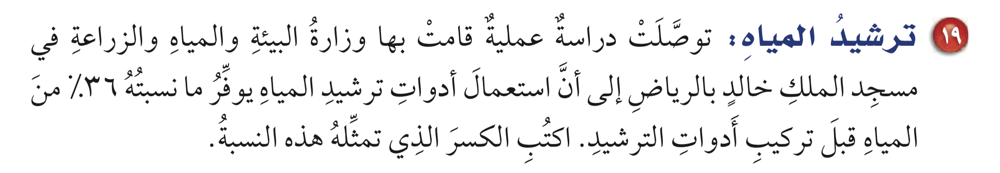 ١٩ ترشيدُ المياهِ: توصَّلَتْ دراسةٌ عمليةٌ قامتْ بها وزارةُ البيئةِ والمياهِ والزراعةِ في
مسجِد الملكِ خالدٍ بالرياضِ إلى أنَّ استعمالَ أدواتِ ترشيدِ المياهِ يوفِّرُ ما نسبتُهُ ٣٦٪ منَ
المياهِ قبلَ تركيبِ أَدواتِ الترشيدِ. اكتُبِ الكسرَ الذِي تمثِّلهُ هذه النسبةُ.